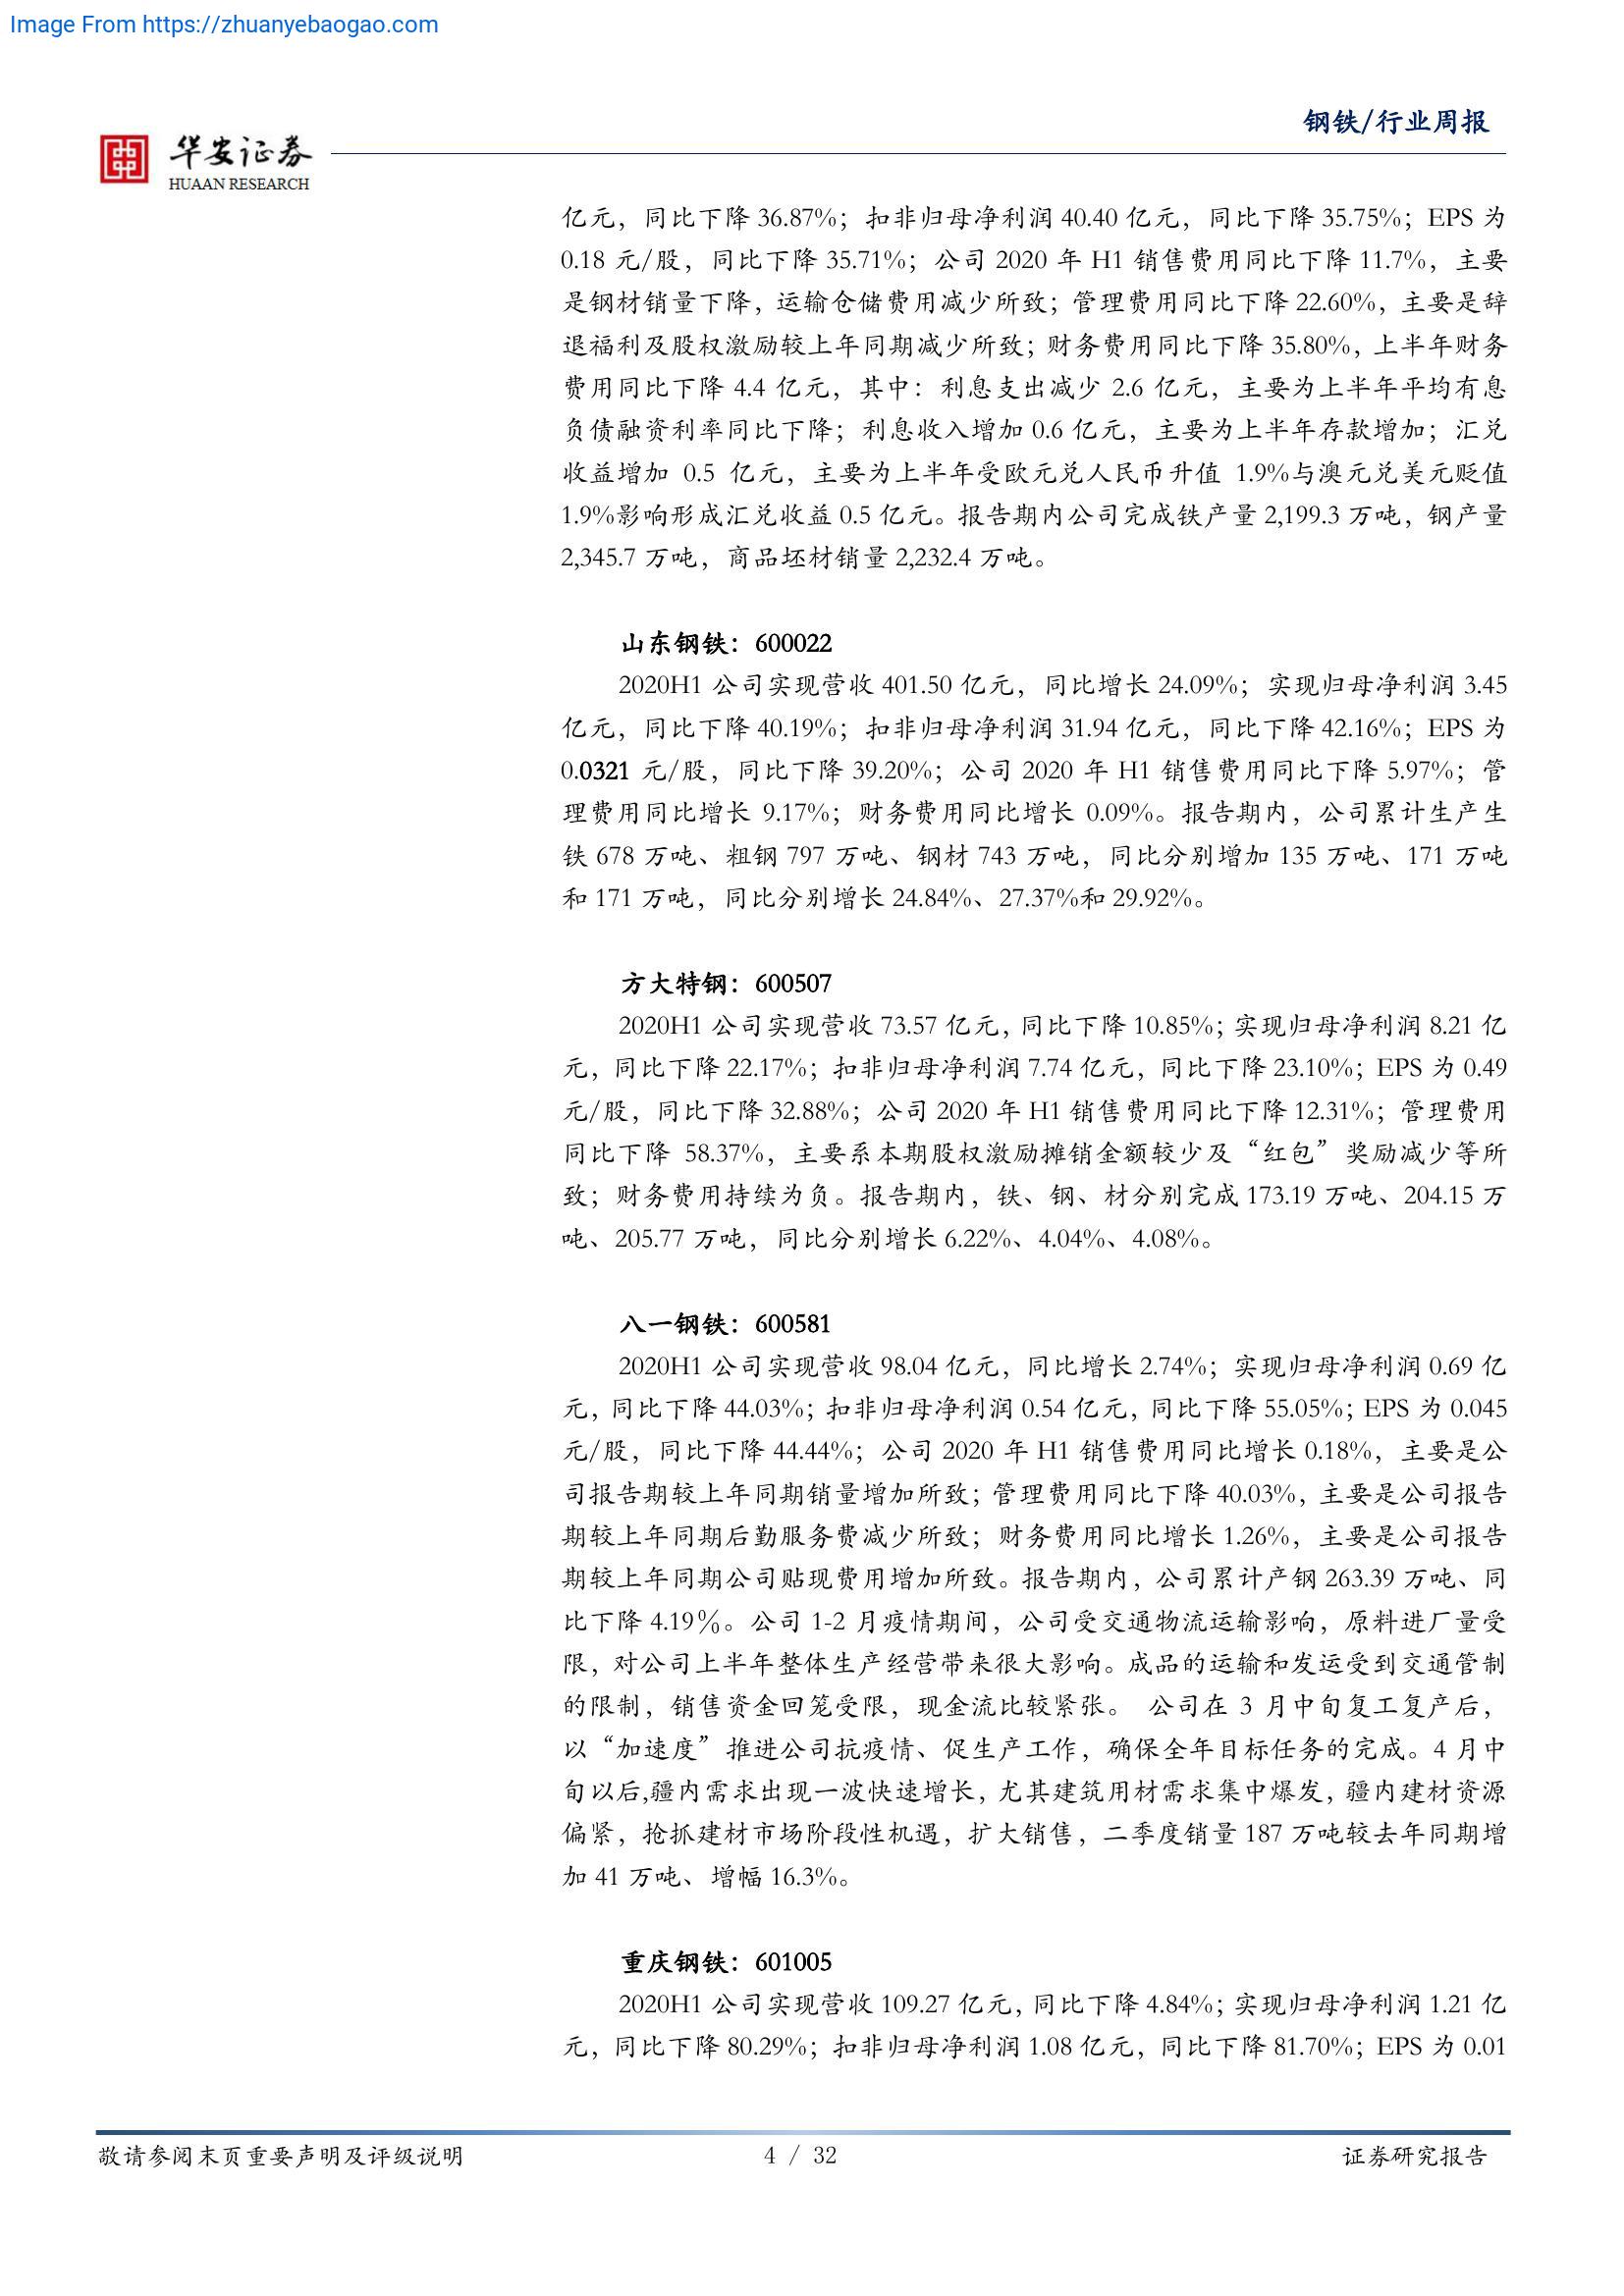 Image From https://zhuanyebaogao.com
钢铁/行业周报
华安证券
HUAAN RESEARCH
亿元，同比下降 36.87%；扣非归母净利润 40.40 亿元，同比下降 35.75%；EPS 为
0.18 元/股，同比下降 35.71%；公司 2020 年 H1 销售费用同比下降 11.7%，主要
是钢材销量下降，运输仓储费用减少所致；管理费用同比下降 22.60%，主要是辞
退福利及股权激励较上年同期减少所致；财务费用同比下降 35.80%，上半年财务
费用同比下降 4.4 亿元，其中：利息支出减少 2.6 亿元，主要为上半年平均有息
负债融资利率同比下降；利息收入增加 0.6 亿元，主要为上半年存款增加；汇兑
收益增加 0.5 亿元，主要为上半年受欧元兑人民币升值 1.9%与澳元兑美元贬值
1.9%影响形成汇兑收益 0.5 亿元。报告期内公司完成铁产量 2,199.3 万吨，钢产量
2,345.7 万吨，商品坯材销量 2,232.4 万吨。
山东钢铁：600022
2020H1 公司实现营收 401.50 亿元，同比增长 24.09%；实现归母净利润 3.45
亿元，同比下降 40.19%；扣非归母净利润 31.94 亿元，同比下降 42.16%；EPS 为
0.0321 元/股，同比下降 39.20%；公司 2020 年 H1 销售费用同比下降 5.97%；管
理费用同比增长 9.17%；财务费用同比增长 0.09%。报告期内，公司累计生产生
铁 678 万吨、粗钢 797 万吨、钢材 743 万吨，同比分别增加 135 万吨、171 万吨
和 171 万吨，同比分别增长 24.84%、27.37%和 29.92%。
方大特钢：600507
2020H1 公司实现营收 73.57 亿元，同比下降 10.85%；实现归母净利润 8.21 亿
元，同比下降 22.17%；扣非归母净利润 7.74 亿元，同比下降 23.10%；EPS 为 0.49
元/股，同比下降 32.88%；公司 2020 年 H1 销售费用同比下降 12.31%；管理费用
同比下降 58.37%，主要系本期股权激励摊销金额较少及“红包”奖励减少等所
致；财务费用持续为负。报告期内，铁、钢、材分别完成 173.19 万吨、204.15 万
吨、205.77 万吨，同比分别增长 6.22%、4.04%、4.08%。
八一钢铁：600581
2020H1 公司实现营收 98.04 亿元，同比增长 2.74%；实现归母净利润 0.69 亿
元，同比下降 44.03%；扣非归母净利润 0.54 亿元，同比下降 55.05%；EPS 为 0.045
元/股，同比下降 44.44%；公司 2020 年 H1 销售费用同比增长 0.18%，主要是公
司报告期较上年同期销量增加所致；管理费用同比下降 40.03%，主要是公司报告
期较上年同期后勤服务费减少所致；财务费用同比增长 1.26%，主要是公司报告
期较上年同期公司贴现费用增加所致。报告期内，公司累计产钢 263.39 万吨、同
比下降 4.19％。公司 1-2 月疫情期间，公司受交通物流运输影响，原料进厂量受
限，对公司上半年整体生产经营带来很大影响。成品的运输和发运受到交通管制
的限制，销售资金回笼受限，现金流比较紧张。 公司在 3 月中旬复工复产后，
以“加速度”推进公司抗疫情、促生产工作，确保全年目标任务的完成。4 月中
旬以后,疆内需求出现一波快速增长，尤其建筑用材需求集中爆发，疆内建材资源
偏紧，抢抓建材市场阶段性机遇，扩大销售，二季度销量 187 万吨较去年同期增
加 41 万吨、增幅 16.3%。
重庆钢铁：601005
2020H1 公司实现营收 109.27 亿元，同比下降 4.84%；实现归母净利润 1.21 亿
元，同比下降 80.29%；扣非归母净利润 1.08 亿元，同比下降 81.70%；EPS 为 0.01
敬请参阅末页重要声明及评级说明
4 / 32
证券研究报告